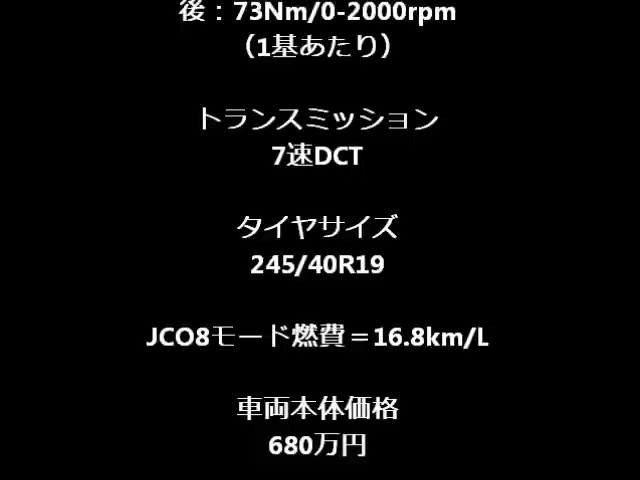 後：73Nm/0-2000rpm
（1基あたり）
トランスミッション
7速DCT
タイヤサイズ
245/40R19
JCO8モード燃費＝16.8km/L
車両本体価格
680万円